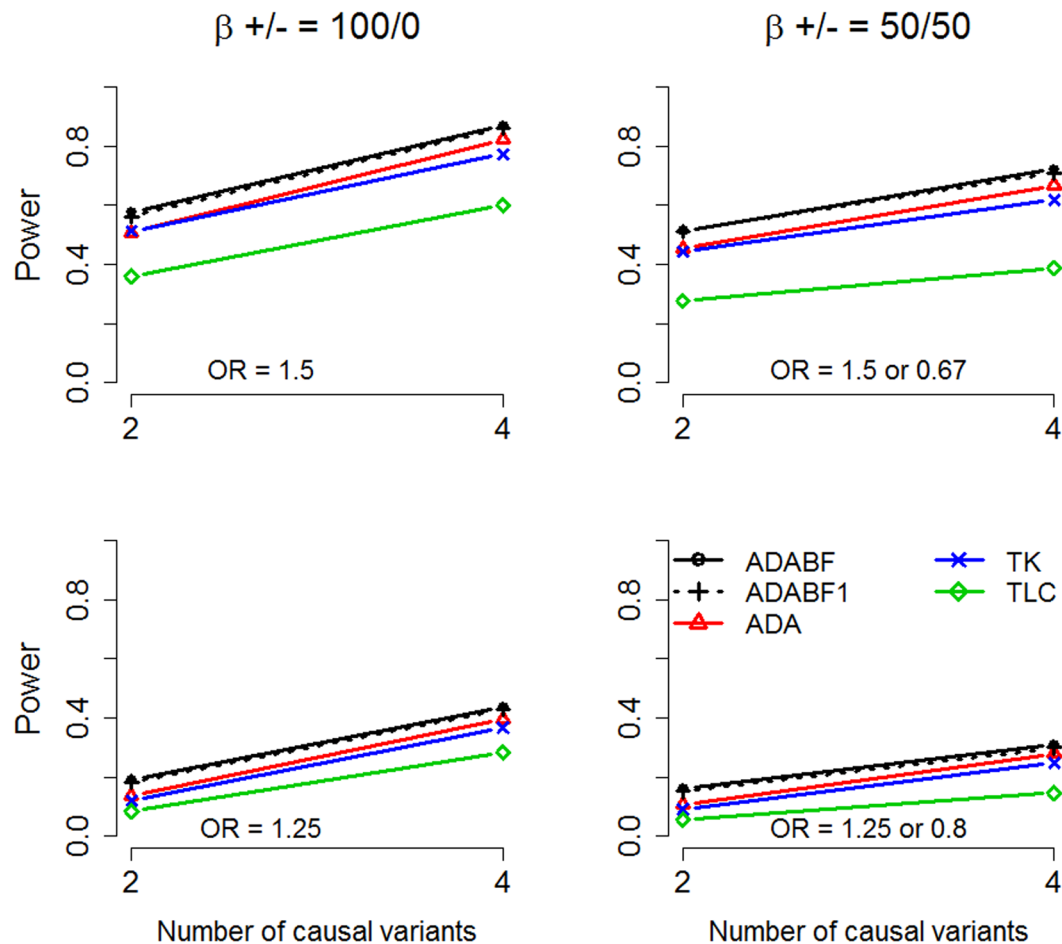 β +/- = 100/0
β +/- = 50/50
Power
0.8
0.4
0.0
OR = 1.5
2
4
0.8
0.4
0.0
OR = 1.5 or 0.67
2
4
Power
0.8
0.4
0.0
OR = 1.25
2
4
Number of causal variants
0.8
0.4
0.0
ADABF
ADABF1
ADA
TK
TLC
OR = 1.25 or 0.8
2
4
Number of causal variants